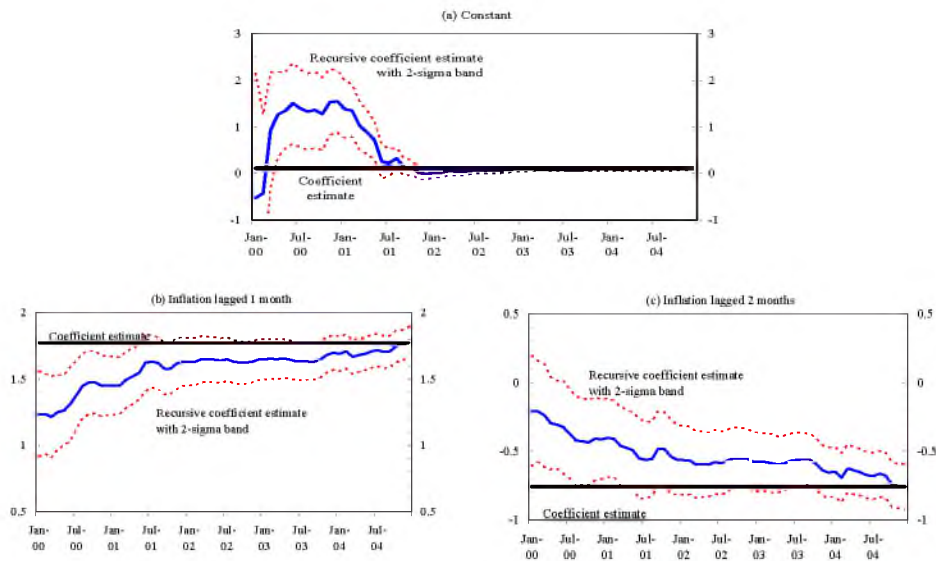 (a) Constant
3
3
Recursive coefficient estimate
with 2-sigma band
2
2
1
1
0
0
Coefficient
estimate
-1
-1
Jan- Jul- Jan- Jul- Jan- Jul- Jan- Jul- Jan- Jul-
00 00 01 01 02 02 03 03 04 04
(b) Inflation lagged 1 month
2
2
Coefficient estimate
1.5
1.5
Recursive coefficient estimate
with 2-sigma band
1
1
0.5
0.5
Jan- Jul- Jan- Jul- Jan- Jul- Jan- Jul- Jan- Jul-
00 00 01 01 02 02 03 03 04 04
(c) Inflation lagged 2 months
0.5
0.5
Recursive coefficient estimate
with 2-sigma band
0
0
-0.5
-0.5
Coefficient estimate
-1
-1
Jan- Jul- Jan- Jul- Jan- Jul- Jan- Jul- Jan- Jul-
00 00 01 01 02 02 03 03 04 04